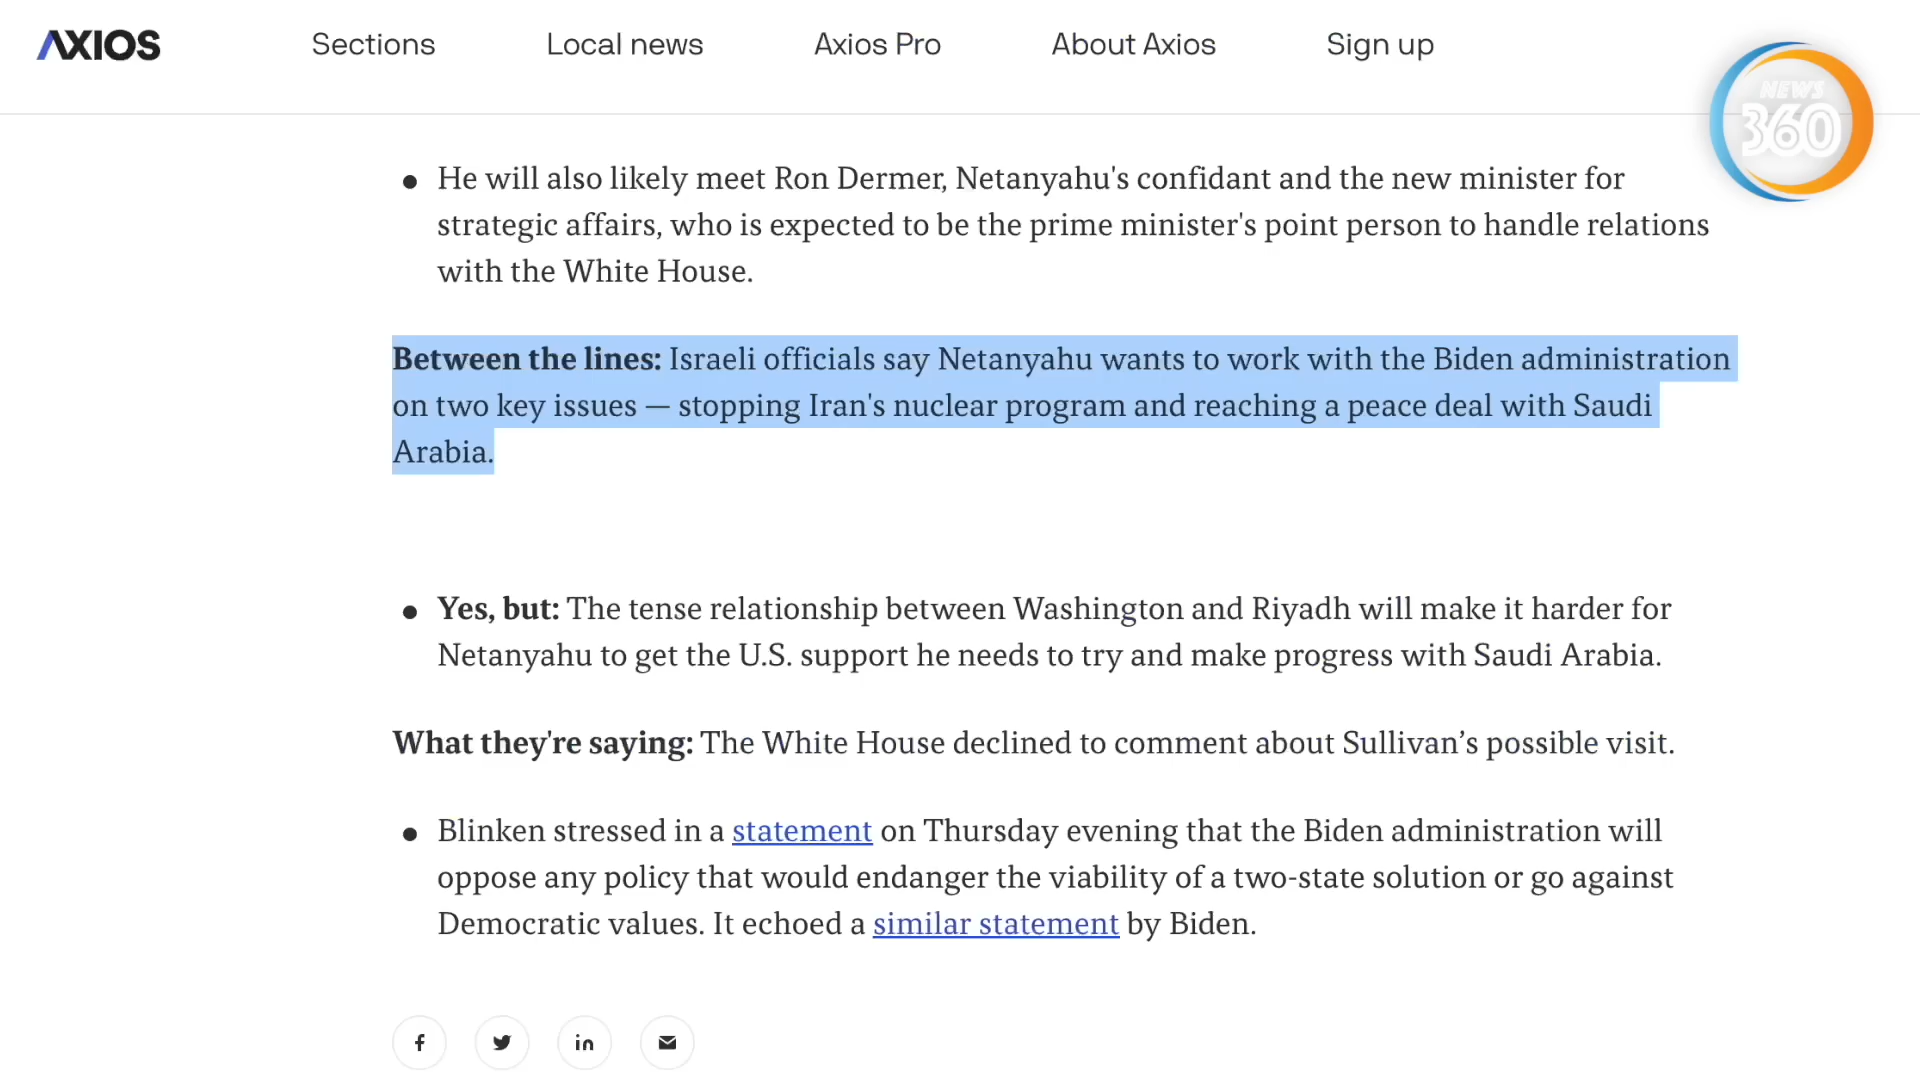 AXIOS
Sections
Local news
Axios Pro
About Axios
Sign up
NEWS
360
● He will also likely meet Ron Dermer, Netanyahu's confidant and the new minister for
strategic affairs, who is expected to be the prime minister's point person to handle relations
with the White House.
Between the lines: Israeli officials say Netanyahu wants to work with the Biden administration
on two key issues — stopping Iran's nuclear program and reaching a peace deal with Saudi
Arabia.
● Yes, but: The tense relationship between Washington and Riyadh will make it harder for
Netanyahu to get the U.S. support he needs to try and make progress with Saudi Arabia.
What they're saying: The White House declined to comment about Sullivan’s possible visit.
● Blinken stressed in a statement on Thursday evening that the Biden administration will
oppose any policy that would endanger the viability of a two-state solution or go against
Democratic values. It echoed a similar statement by Biden.